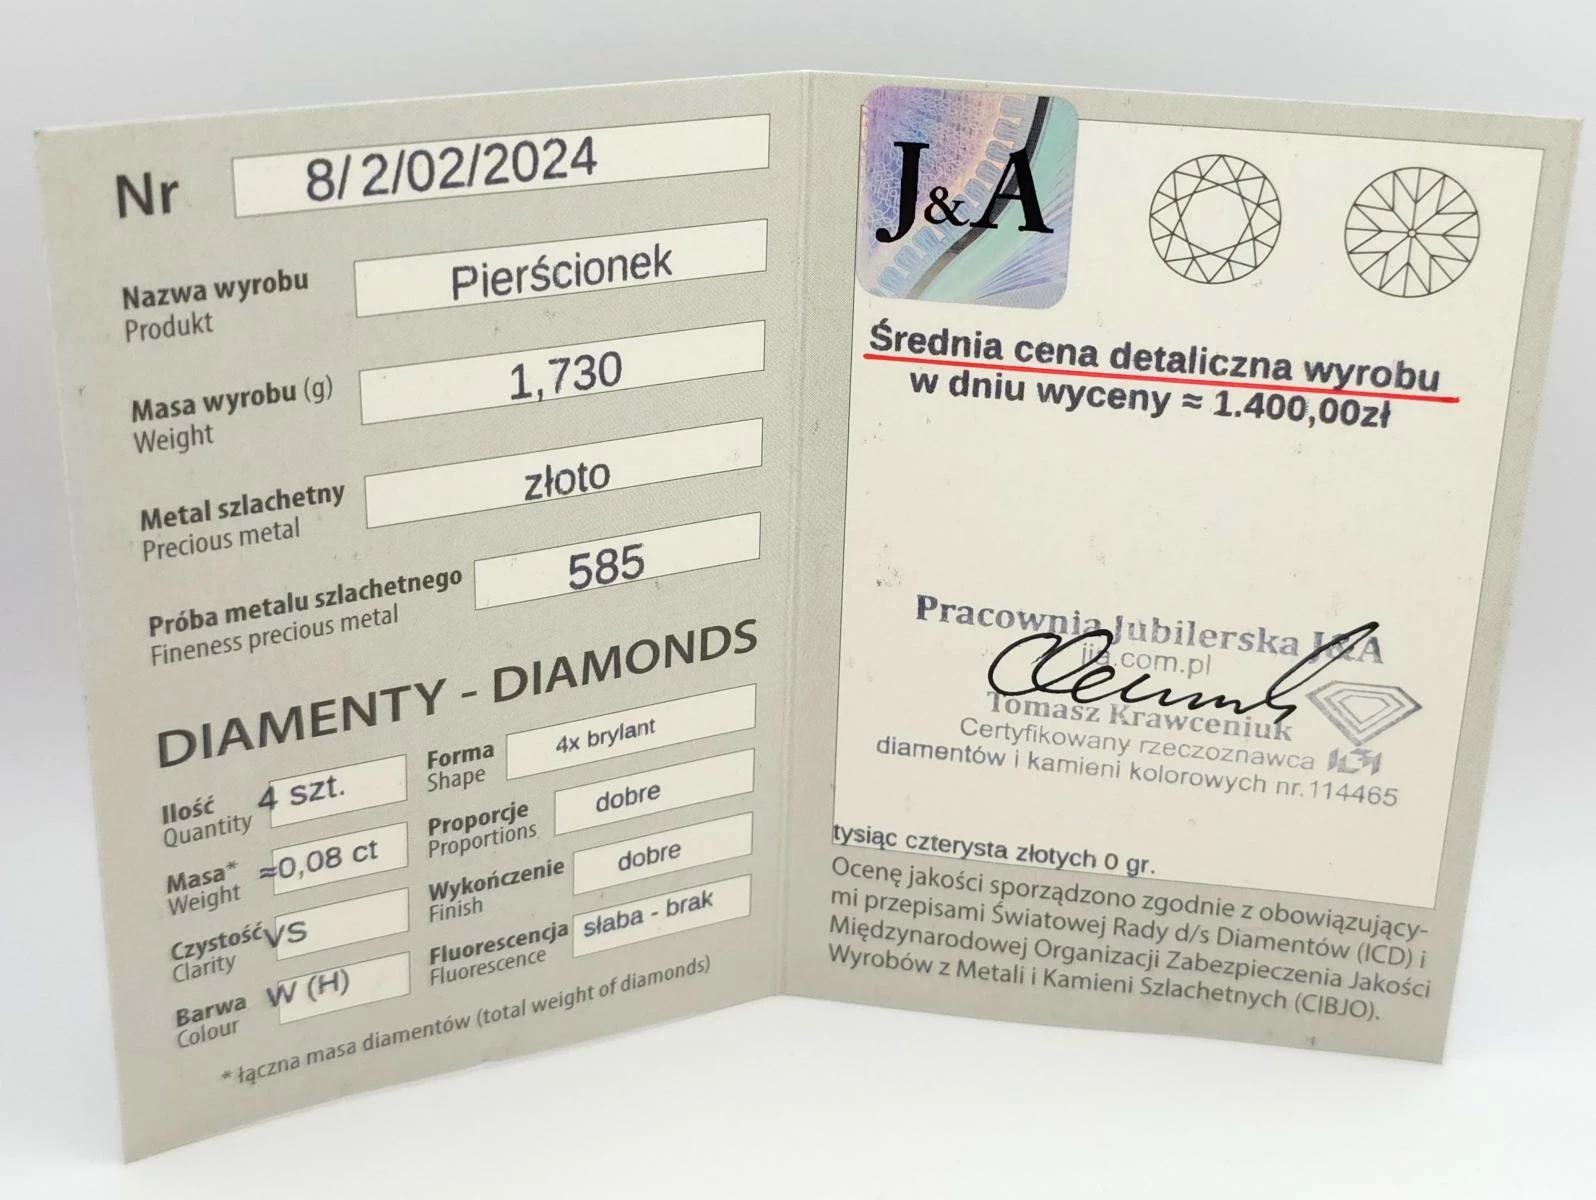 Nr 8/2/02/2024
Nazwa wyrobu Pierścionek
Produkt
Masa wyrobu (g) 1,730
Weight
Metal szlachetny złoto
Precious metal
Próba metalu szlachetnego 585
Fineness precious metal
DIAMENTY - DIAMONDS
Ilość 4 szt.
Quantity
Masa* ≈0,08 ct
Weight
Czystość VS
Clarity
Barwa W (H)
Colour
Forma 4x brylant
Shape
Proporcje dobre
Proportions
Wykończenie dobre
Finish
Fluorescencja słaba - brak
Fluorescence
* łączna masa diamentów (total weight of diamonds)
J&A
Średnia cena detaliczna wyrobu
w dniu wyceny ≈ 1.400,00zł
Pracownia Jubilerska J&A
jja.com.pl
Tomasz Krawceniuk
Certyfikowany rzeczoznawca
diamentów i kamieni kolorowych nr.114465
tysiąc czterysta złotych 0 gr.
Ocenę jakości sporządzono zgodnie z obowiązujący-
mi przepisami Światowej Rady d/s Diamentów (ICD) i
Międzynarodowej Organizacji Zabezpieczenia Jakości
Wyrobów z Metali i Kamieni Szlachetnych (CIBJO).